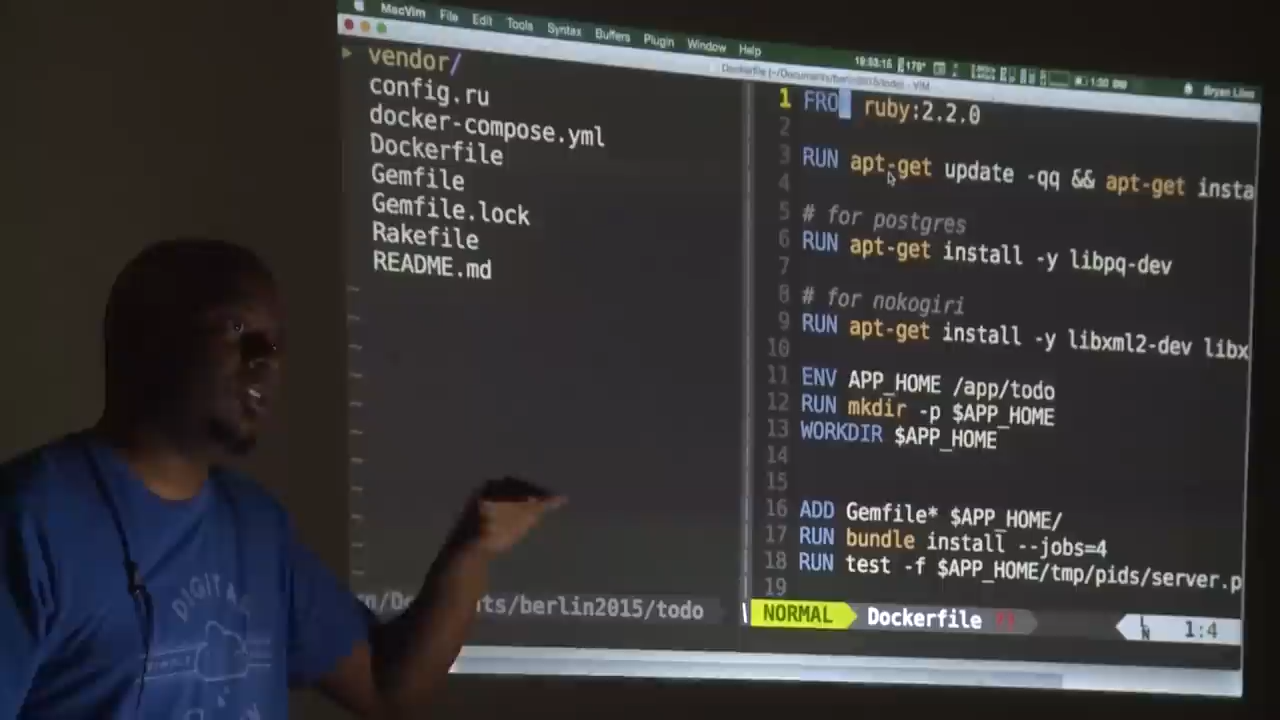 MacVim File Edit Tools Syntax Buffers Plugin Window Help
Bryan Liles
vendor/
config.ru
docker-compose.yml
Dockerfile
Gemfile
Gemfile.lock
Rakefile
README.md
ts/berlin2015/todo
1 FROM ruby:2.2.0
2
3 RUN apt-get update -qq && apt-get insta
4
5 # for postgres
6 RUN apt-get install -y libpq-dev
7
8 # for nokogiri
9 RUN apt-get install -y libxml2-dev libx
10
11 ENV APP_HOME /app/todo
12 RUN mkdir -p $APP_HOME
13 WORKDIR $APP_HOME
14
15
16 ADD Gemfile* $APP_HOME/
17 RUN bundle install --jobs=4
18 RUN test -f $APP_HOME/tmp/pids/server.p
19
NORMAL Dockerfile LN 1:4
DIGIT